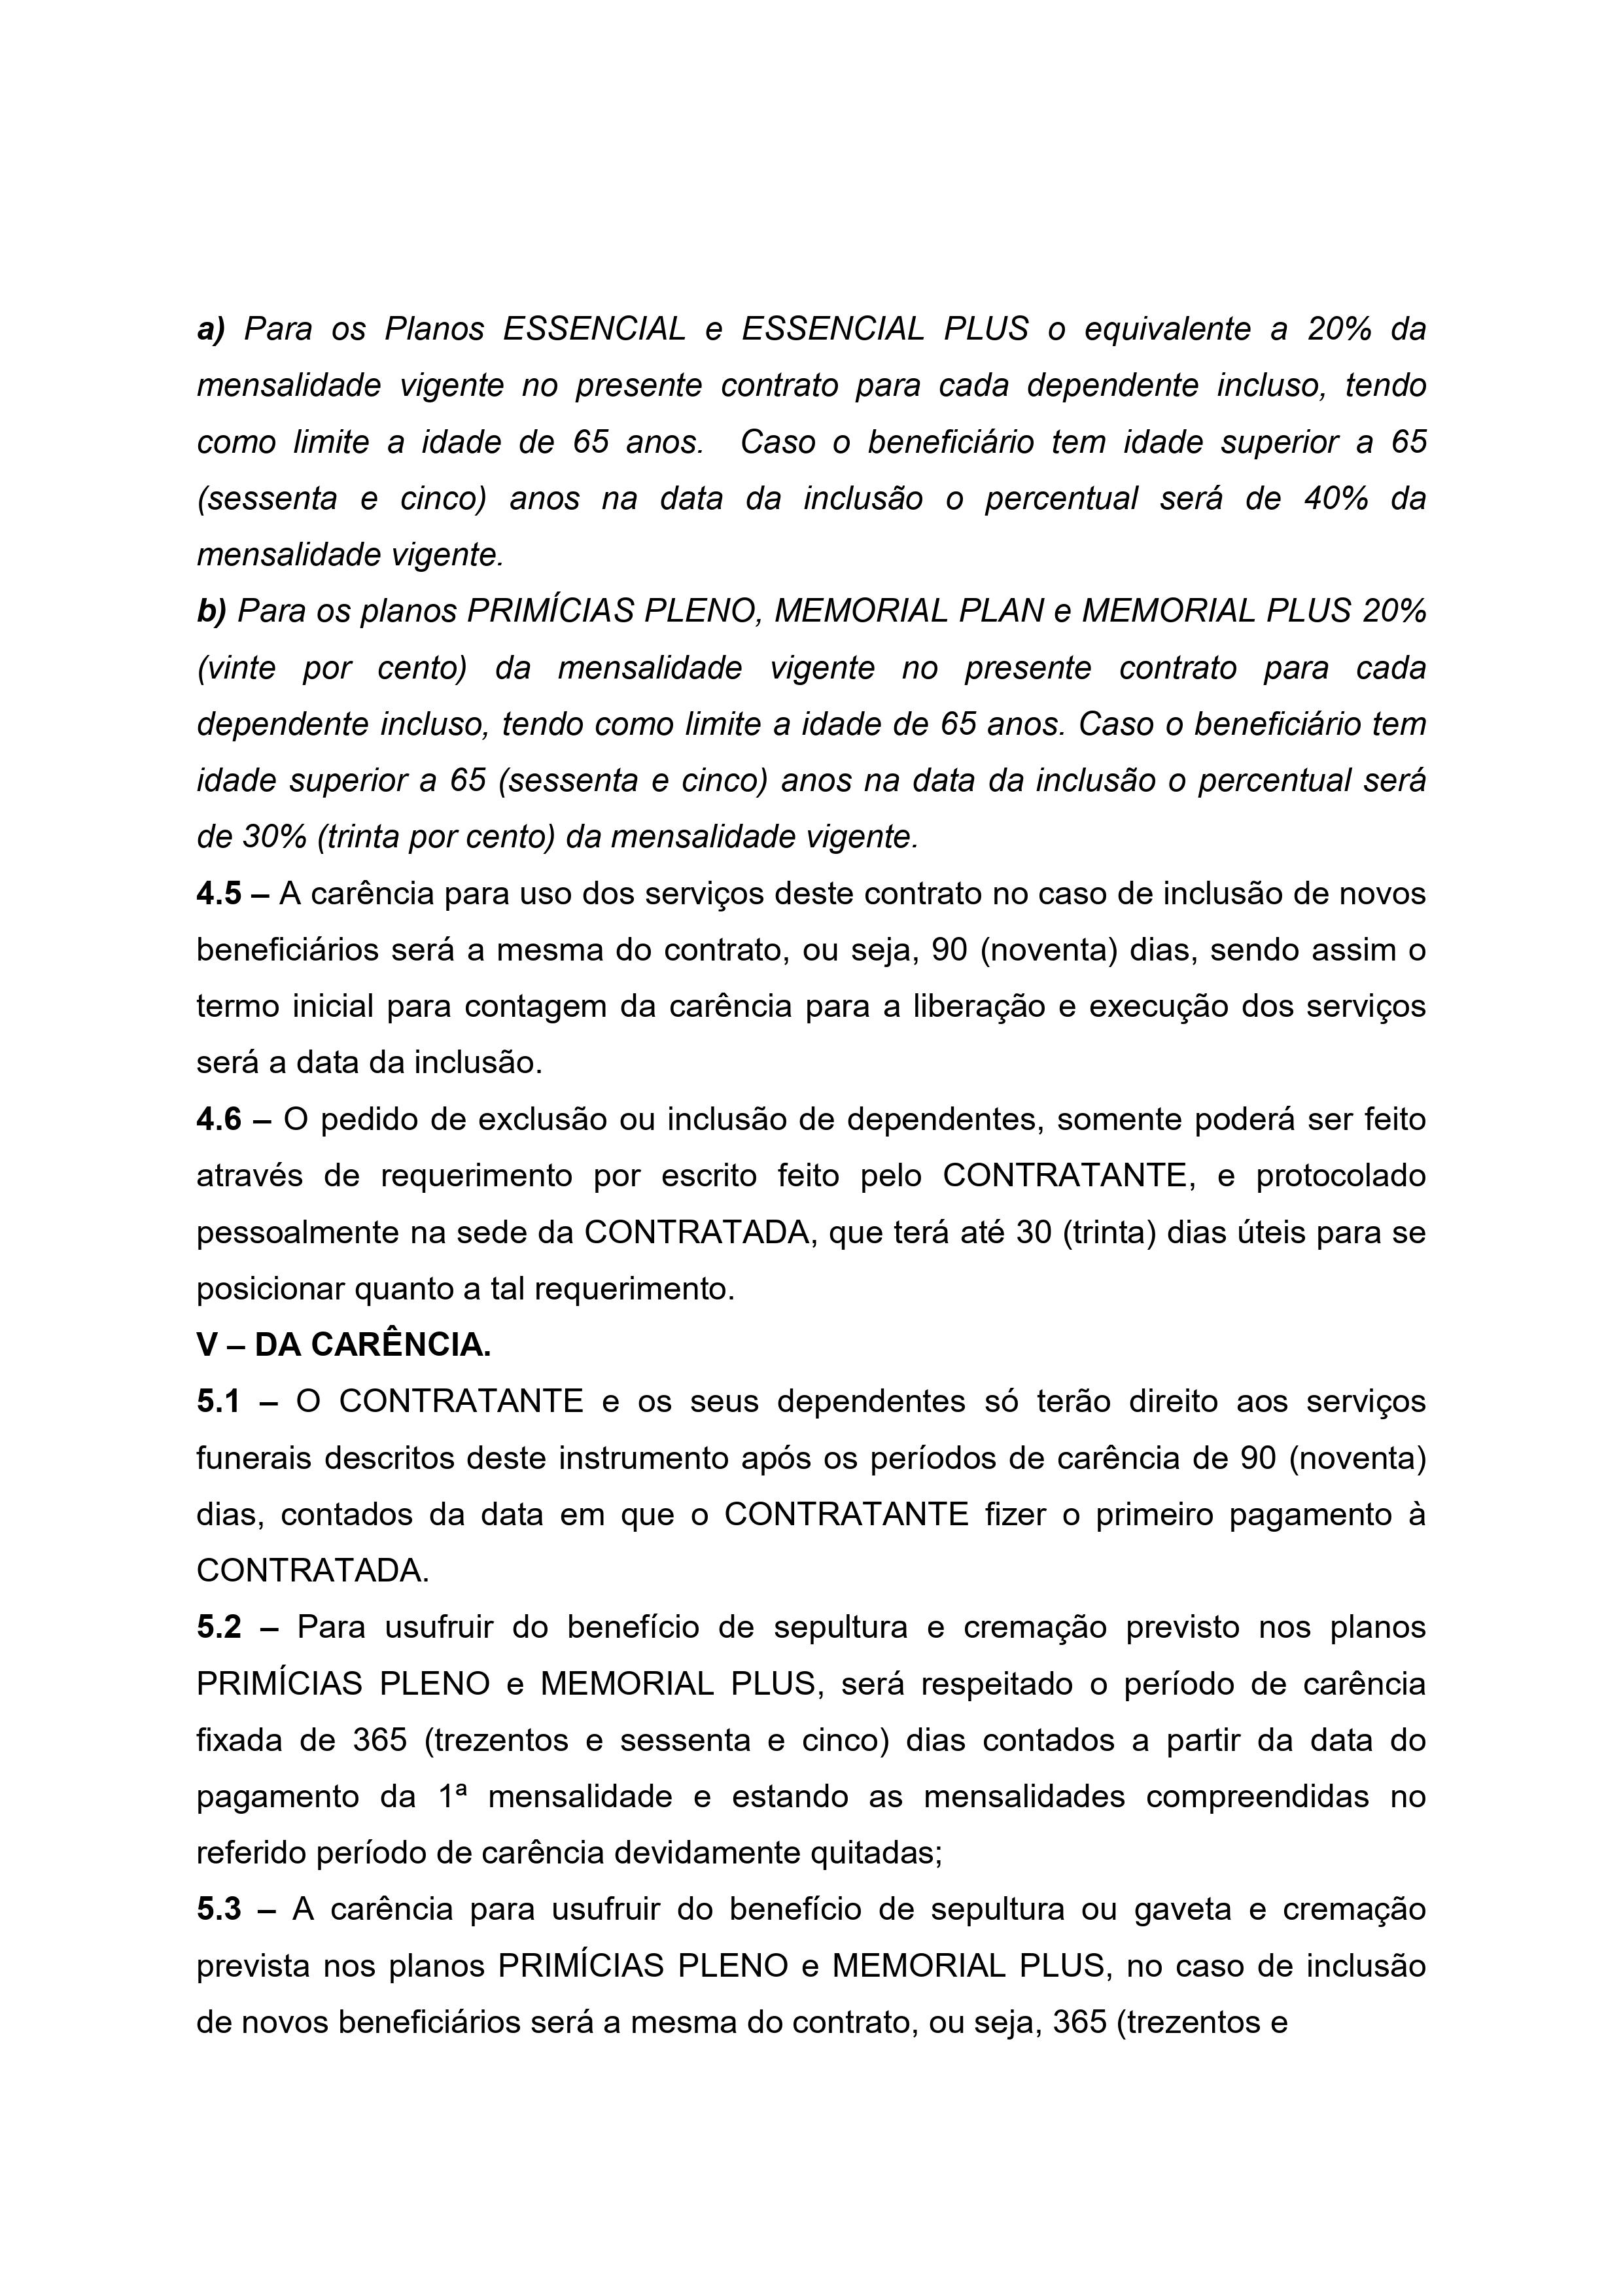 a) Para os Planos ESSENCIAL e ESSENCIAL PLUS o equivalente a 20% da
mensalidade vigente no presente contrato para cada dependente incluso, tendo
como limite a idade de 65 anos.  Caso o beneficiário tem idade superior a 65
(sessenta e cinco) anos na data da inclusão o percentual será de 40% da
mensalidade vigente.
b) Para os planos PRIMÍCIAS PLENO, MEMORIAL PLAN e MEMORIAL PLUS 20%
(vinte por cento) da mensalidade vigente no presente contrato para cada
dependente incluso, tendo como limite a idade de 65 anos. Caso o beneficiário tem
idade superior a 65 (sessenta e cinco) anos na data da inclusão o percentual será
de 30% (trinta por cento) da mensalidade vigente.
4.5 – A carência para uso dos serviços deste contrato no caso de inclusão de novos
beneficiários será a mesma do contrato, ou seja, 90 (noventa) dias, sendo assim o
termo inicial para contagem da carência para a liberação e execução dos serviços
será a data da inclusão.
4.6 – O pedido de exclusão ou inclusão de dependentes, somente poderá ser feito
através de requerimento por escrito feito pelo CONTRATANTE, e protocolado
pessoalmente na sede da CONTRATADA, que terá até 30 (trinta) dias úteis para se
posicionar quanto a tal requerimento.
V – DA CARÊNCIA.
5.1 – O CONTRATANTE e os seus dependentes só terão direito aos serviços
funerais descritos deste instrumento após os períodos de carência de 90 (noventa)
dias, contados da data em que o CONTRATANTE fizer o primeiro pagamento à
CONTRATADA.
5.2 – Para usufruir do benefício de sepultura e cremação previsto nos planos
PRIMÍCIAS PLENO e MEMORIAL PLUS, será respeitado o período de carência
fixada de 365 (trezentos e sessenta e cinco) dias contados a partir da data do
pagamento da 1ª mensalidade e estando as mensalidades compreendidas no
referido período de carência devidamente quitadas;
5.3 – A carência para usufruir do benefício de sepultura ou gaveta e cremação
prevista nos planos PRIMÍCIAS PLENO e MEMORIAL PLUS, no caso de inclusão
de novos beneficiários será a mesma do contrato, ou seja, 365 (trezentos e